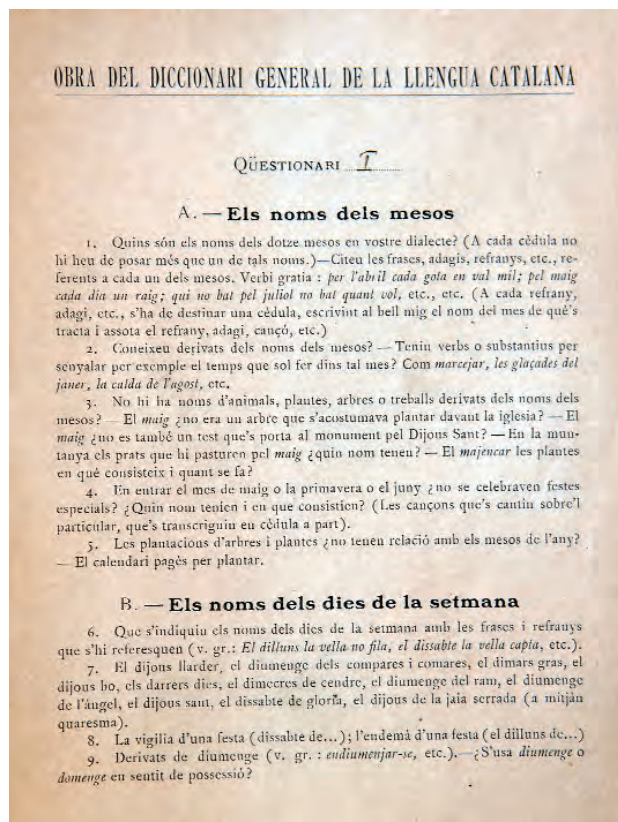 OBRA DEL DICCIONARI GENERAL DE LA LLENGUA CATALANA
QÜESTIONARI I
A. — Els noms dels mesos
1. Quins són els noms dels dotze mesos en vostre dialecte? (A cada cèdula no
hi heu de posar més que un de tals noms.)—Citeu les frases, adagis, refranys, etc., re-
ferents a cada un dels mesos. Verbi gratia : per l'abril cada gota en val mil; pel maig
cada dia un raig; qui no bat pel juliol no bat quant vol, etc., etc. (A cada refrany,
adagi, etc., s'ha de destinar una cèdula, escrivint al bell mig el nom del mes de què's
tracta i assota el refrany, adagi, cançó, etc.)
2. Coneixeu derivats dels noms dels mesos? — Teniu verbs o substantius per
senyalar per exemple el temps que sol fer dins tal mes? Com marcejar, les glaçades del
janer, la calda de l'agost, etc.
3. No hi ha noms d'animals, plantes, arbres o treballs derivats dels noms dels
mesos? — El maig ¿no era un arbre que s'acostumava plantar davant la iglesia? — El
maig ¿no es també un test que's porta al monument pel Dijons Sant? — En la mun-
tanya els prats que hi pasturen pel maig ¿quin nom teneu? — El majencar les plantes
en què consisteix i quant se fa?
4. En entrar el mes de maig o la primavera o el juny ¿no se celebraven festes
especials? ¿Quin nom tenien i en que consistien? (Les cançons que's cantin sobre'l
particular, que's transcriguin en cèdula a part).
5. Les plantacions d'arbres i plantes ¿no teneu relació amb els mesos de l'any?
— El calendari pagès per plantar.
B. — Els noms dels dies de la setmana
6. Que s'indiquin els noms dels dies de la setmana amb les frases i refranys
que s'hi referesquen (v. gr.: El dilluns la vella no fila, el dissabte la vella capta, etc.).
7. El dijous llarder, el diumenge dels compares i comares, el dimars gras, el
dijous bo, els darrers dies, el dimecres de cendre, el diumenge del ram, el diumenge
de l'àngel, el dijous sant, el dissabte de gloria, el dijous de la jaia serrada (a mitjàn
quaresma).
8. La vigilia d'una festa (dissabte de...); l'endemà d'una festa (el dilluns de...)
9. Derivats de diumenge (v. gr. : endiumenjar-se, etc.).—¿S'usa diumenge o
domenge en sentit de possessió?